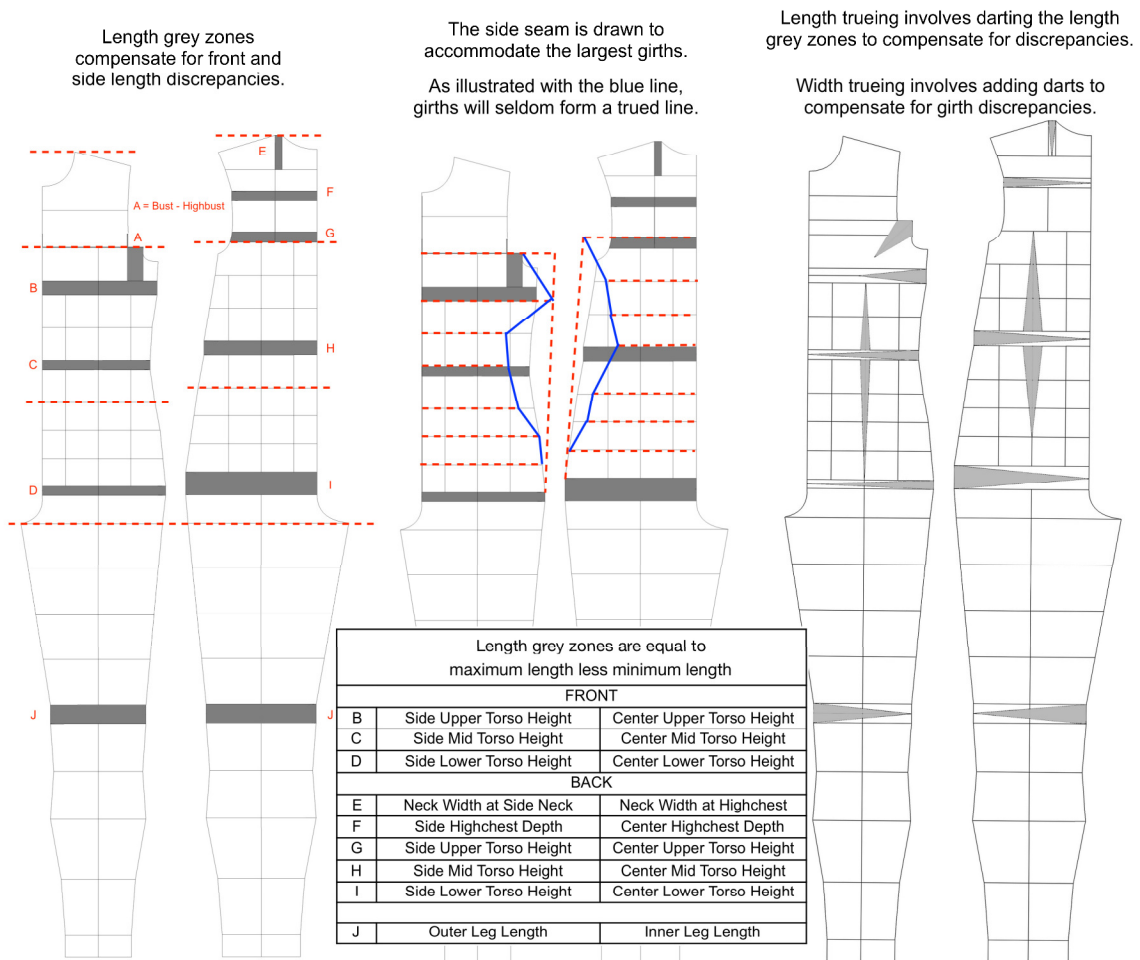 Length grey zones
compensate for front and
side length discrepancies.
The side seam is drawn to
accommodate the largest girths.
As illustrated with the blue line,
girths will seldom form a trued line.
Length trueing involves darting the length
grey zones to compensate for discrepancies.
Width trueing involves adding darts to
compensate for girth discrepancies.
E
F
A = Bust - Highbust
G
A
B
H
C
I
D
J
J
Length grey zones are equal to
maximum length less minimum length
FRONT
B Side Upper Torso Height Center Upper Torso Height
C Side Mid Torso Height Center Mid Torso Height
D Side Lower Torso Height Center Lower Torso Height
BACK
E Neck Width at Side Neck Neck Width at Highchest
F Side Highchest Depth Center Highchest Depth
G Side Upper Torso Height Center Upper Torso Height
H Side Mid Torso Height Center Mid Torso Height
I Side Lower Torso Height Center Lower Torso Height
J Outer Leg Length Inner Leg Length